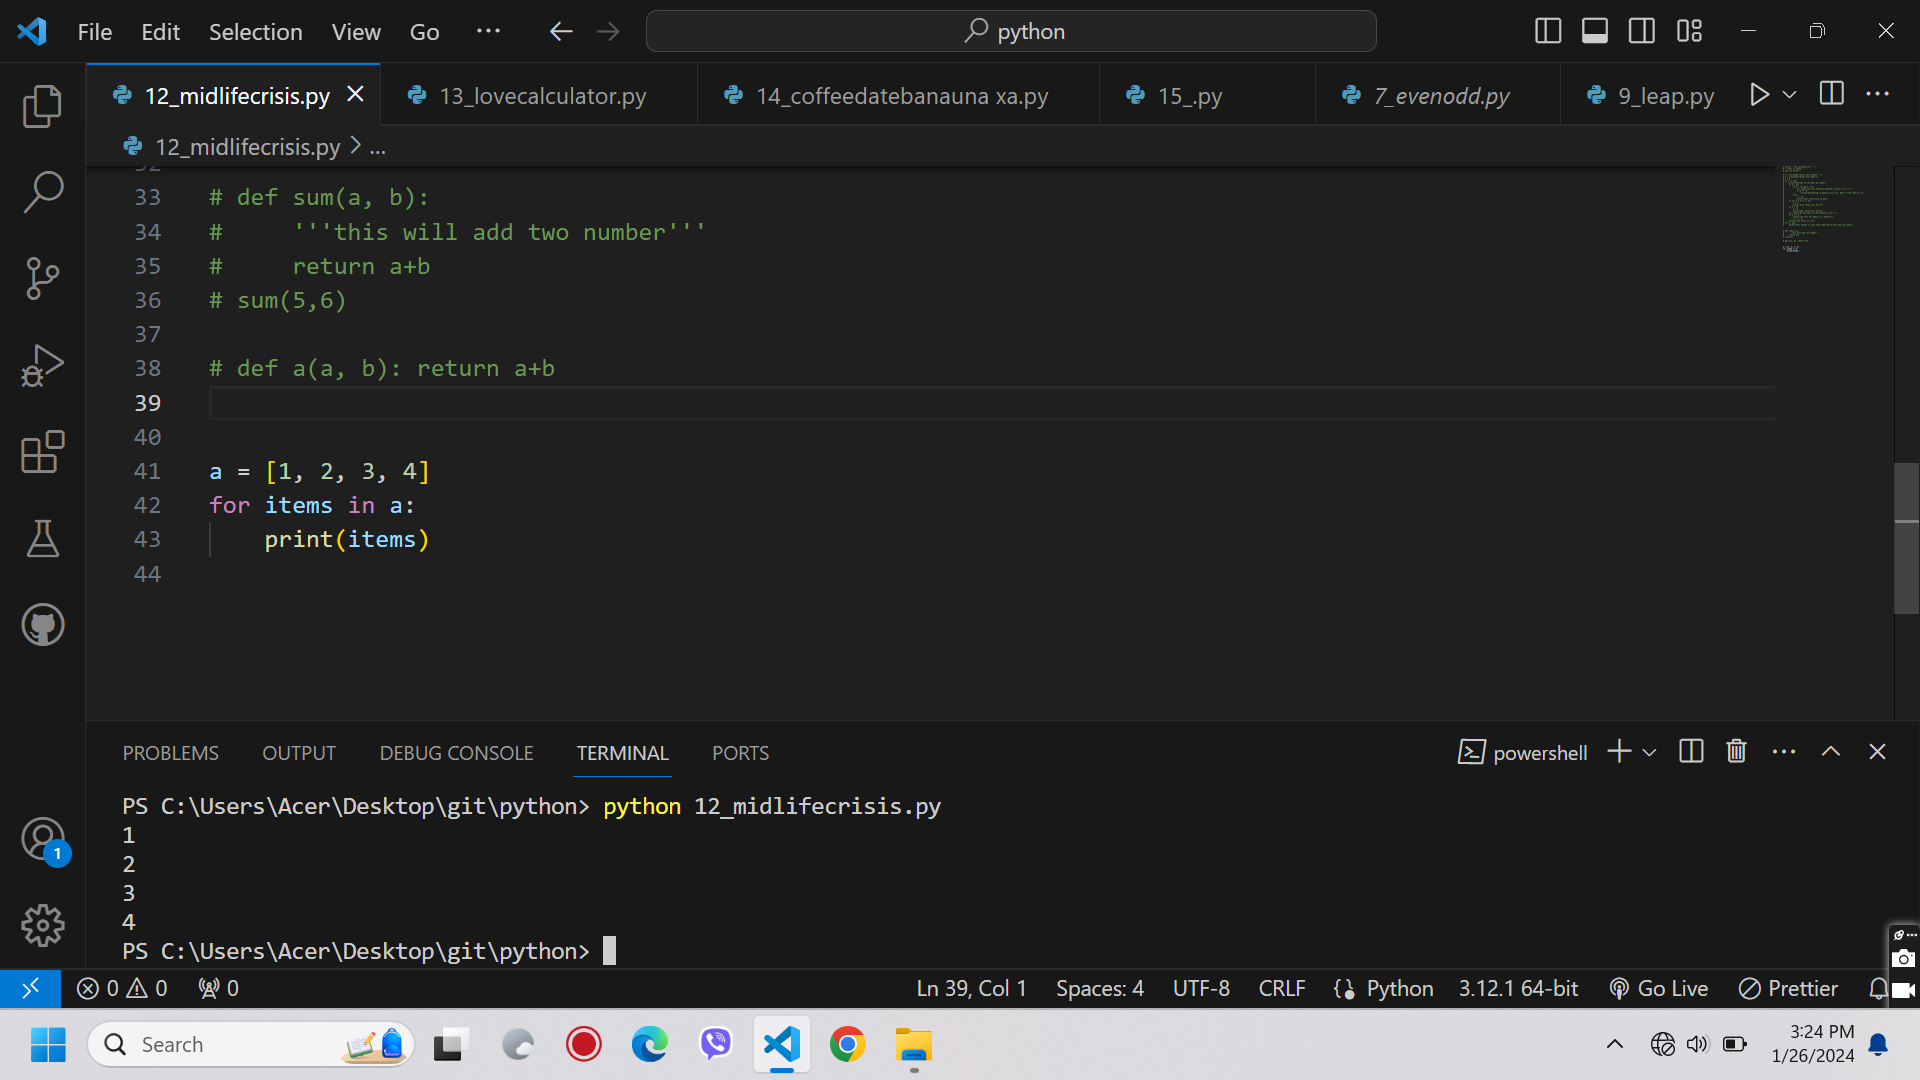 File Edit Selection View Go ··· python
12_midlifecrisis.py 13_lovecalculator.py 14_coffeedatebanauna xa.py 15_.py 7_evenodd.py 9_leap.py
12_midlifecrisis.py > ...
32
33 # def sum(a, b):
34 #     '''this will add two number'''
35 #     return a+b
36 # sum(5,6)
37
38 # def a(a, b): return a+b
39
40
41 a = [1, 2, 3, 4]
42 for items in a:
43     print(items)
44
PROBLEMS OUTPUT DEBUG CONSOLE TERMINAL PORTS powershell
PS C:\Users\Acer\Desktop\git\python> python 12_midlifecrisis.py
1
2
3
4
PS C:\Users\Acer\Desktop\git\python>
1
0 0 0 Ln 39, Col 1 Spaces: 4 UTF-8 CRLF Python 3.12.1 64-bit Go Live Prettier
Search
3:24 PM
1/26/2024